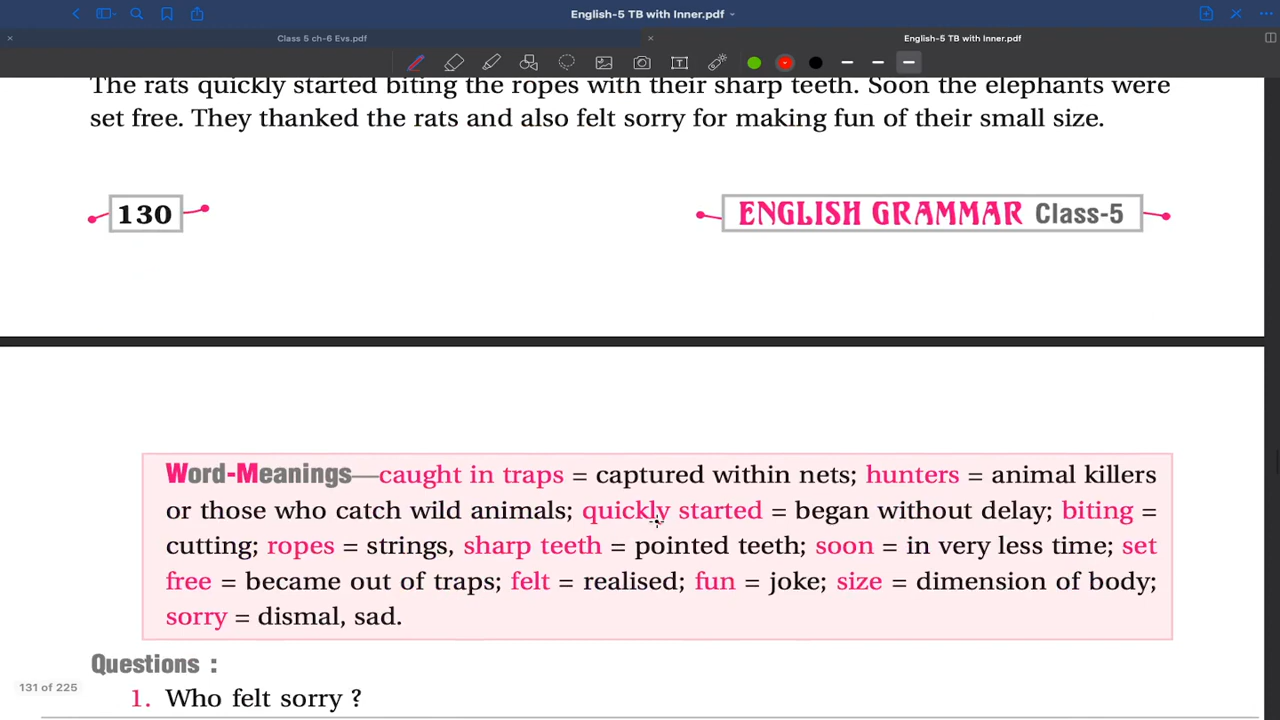 English-5 TB with Inner.pdf
Class 5 ch-6 Evs.pdf
English-5 TB with Inner.pdf
The rats quickly started biting the ropes with their sharp teeth. Soon the elephants were
set free. They thanked the rats and also felt sorry for making fun of their small size.
130
ENGLISH GRAMMAR Class-5
Word-Meanings—caught in traps = captured within nets; hunters = animal killers
or those who catch wild animals; quickly started = began without delay; biting =
cutting; ropes = strings, sharp teeth = pointed teeth; soon = in very less time; set
free = became out of traps; felt = realised; fun = joke; size = dimension of body;
sorry = dismal, sad.
Questions :
131 of 225
1. Who felt sorry ?